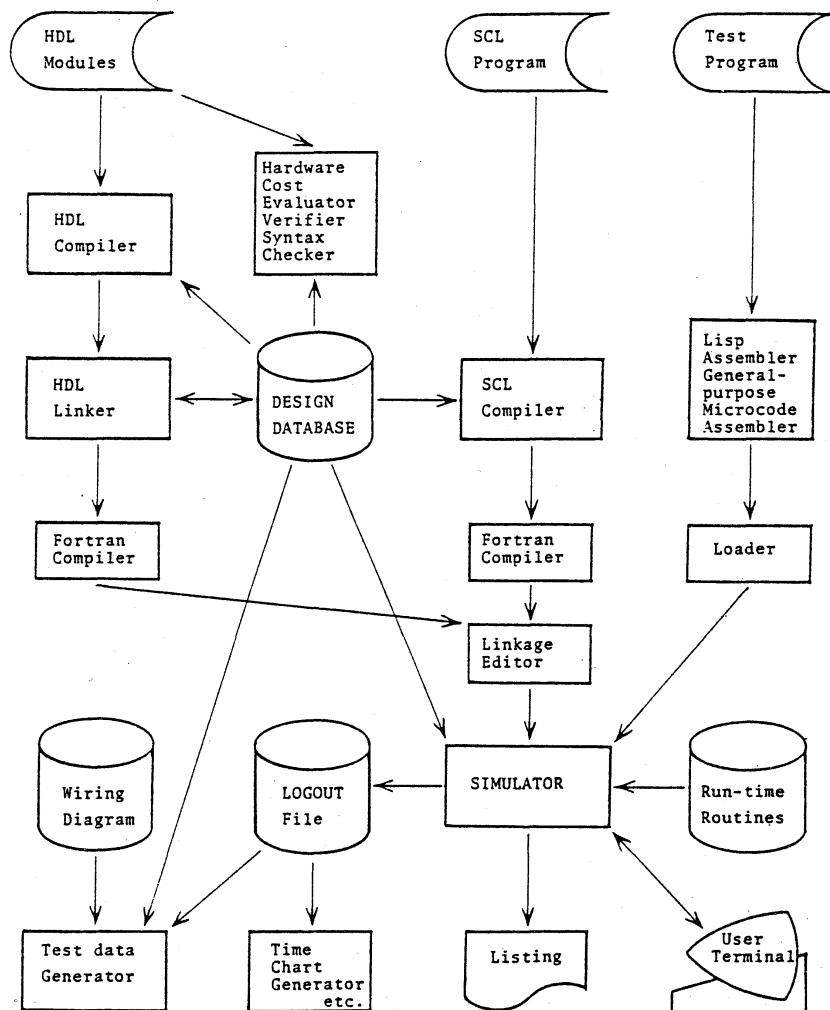 HDL
Modules
SCL
Program
Test
Program
Hardware
Cost
Evaluator
Verifier
Syntax
Checker
HDL
Compiler
Lisp
Assembler
General-
purpose
Microcode
Assembler
HDL
Linker
DESIGN
DATABASE
SCL
Compiler
Fortran
Compiler
Fortran
Compiler
Loader
Linkage
Editor
Wiring
Diagram
LOGOUT
File
SIMULATOR
Run-time
Routines
Test data
Generator
Time
Chart
Generator
etc.
Listing
User
Terminal